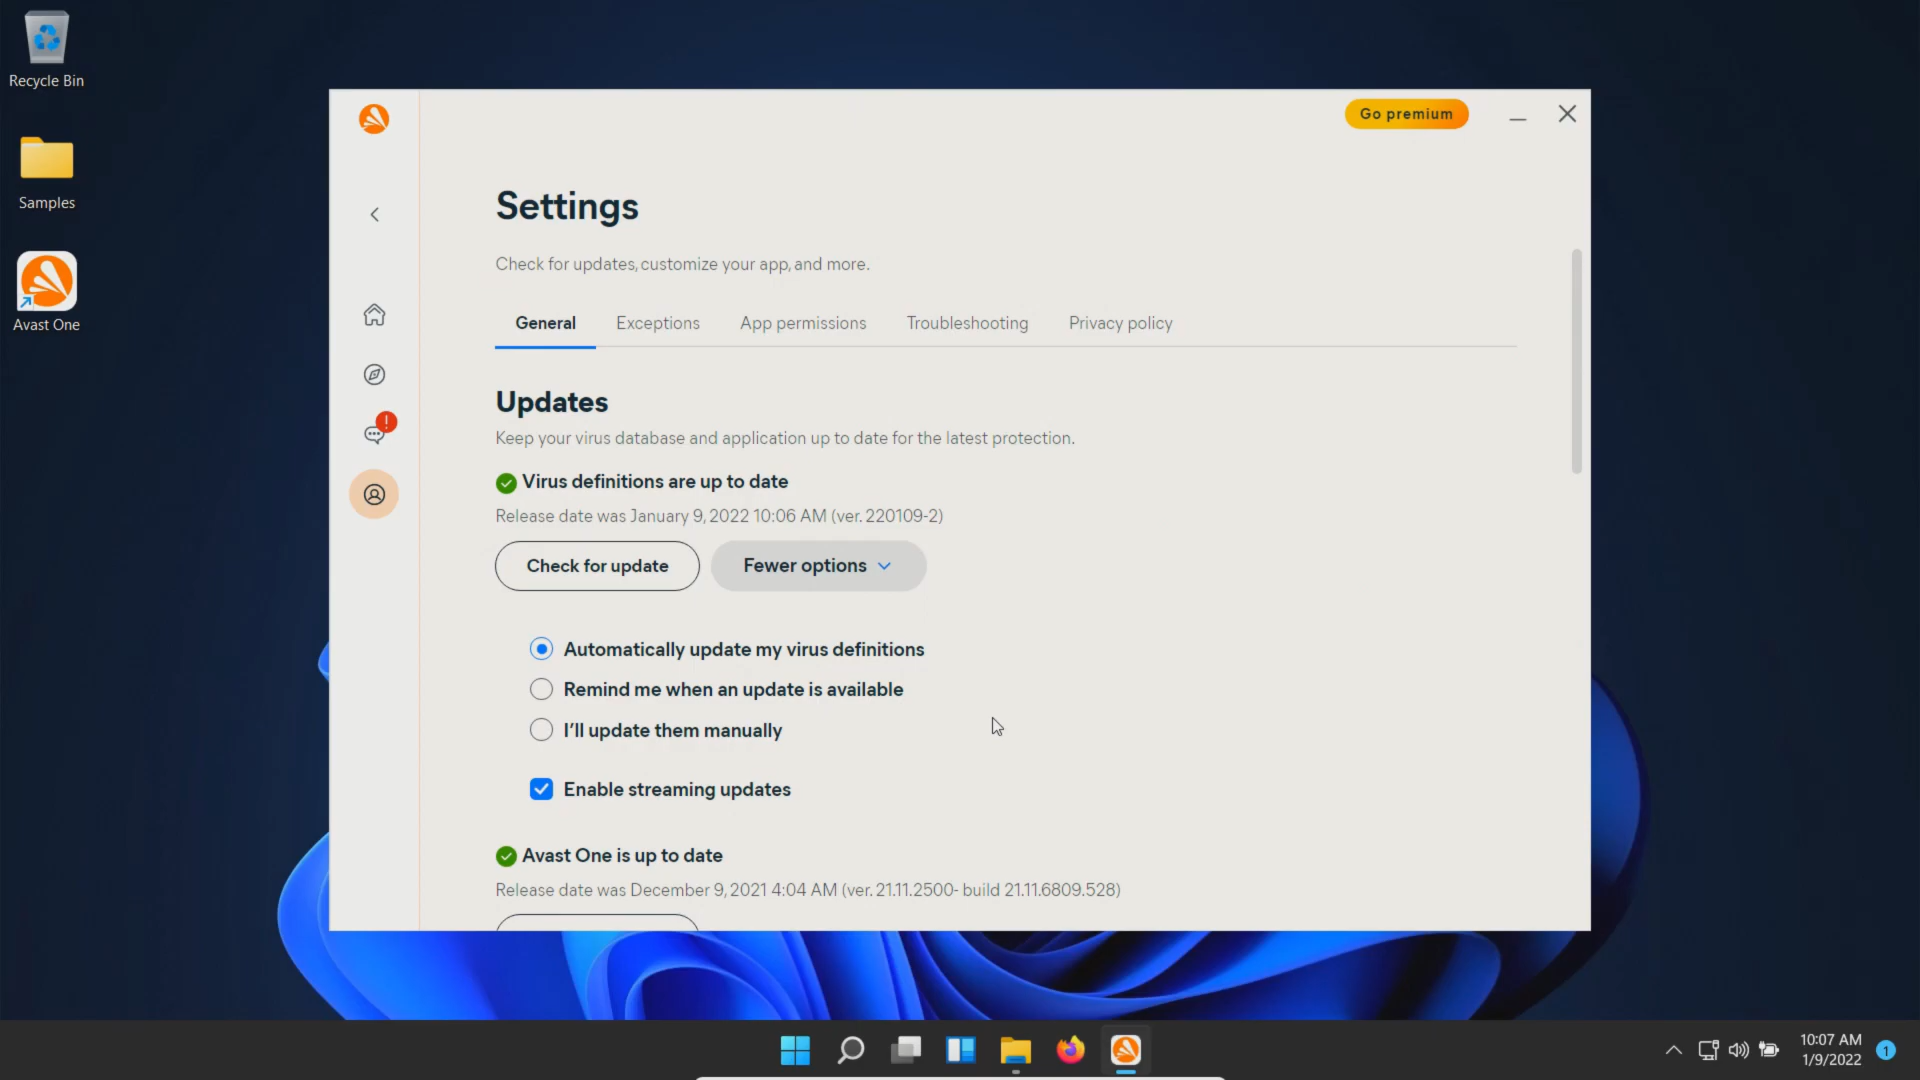 Recycle Bin
Samples
Avast One
Go premium
Settings
Check for updates, customize your app, and more.
General
Exceptions
App permissions
Troubleshooting
Privacy policy
Updates
Keep your virus database and application up to date for the latest protection.
Virus definitions are up to date
Release date was January 9, 2022 10:06 AM (ver. 220109-2)
Check for update
Fewer options
Automatically update my virus definitions
Remind me when an update is available
I'll update them manually
Enable streaming updates
Avast One is up to date
Release date was December 9, 2021 4:04 AM (ver. 21.11.2500- build 21.11.6809.528)
10:07 AM
1/9/2022
1